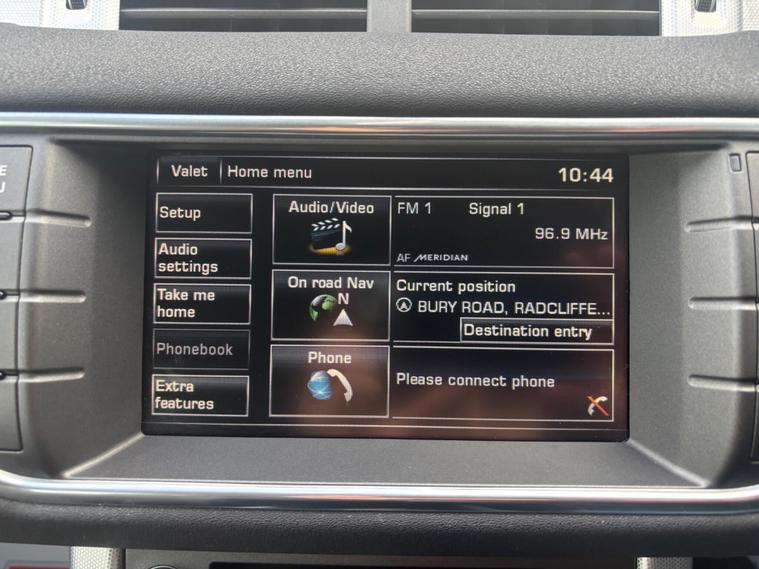 Valet Home menu 10:44
Setup
Audio
settings
Take me
home
Phonebook
Extra
features
Audio/Video
On road Nav
N
Phone
FM 1 Signal 1
96.9 MHz
AF MERIDIAN
Current position
BURY ROAD, RADCLIFFE...
Destination entry
Please connect phone